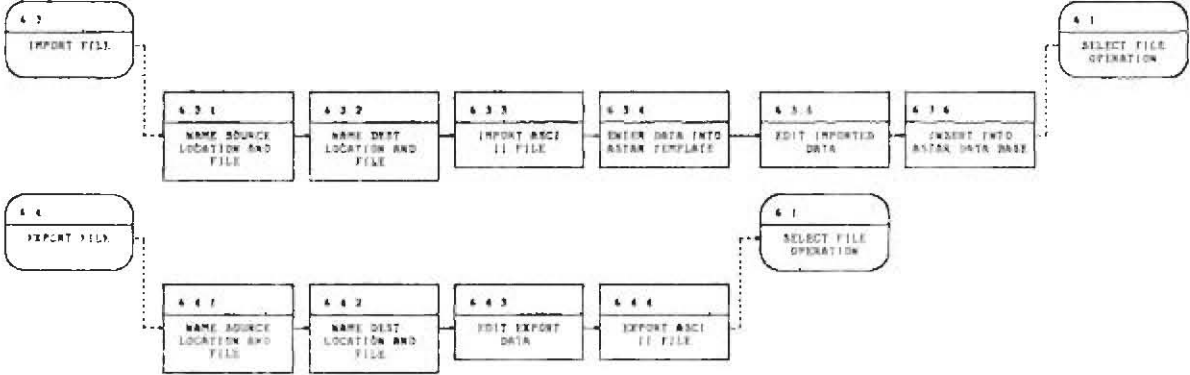 6 3
IMPORT FILE
6 1
SELECT FILE
OPERATION
6 3 1
NAME SOURCE
LOCATION AND
FILE
6 3 2
NAME DEST
LOCATION AND
FILE
6 3 3
IMPORT ASCI
II FILE
6 3 4
ENTER DATA INTO
ASTAR TEMPLATE
6 3 5
EDIT IMPORTED
DATA
6 3 6
INSERT INTO
ASTAR DATA BASE
6 4
EXPORT FILE
6 1
SELECT FILE
OPERATION
6 4 1
NAME SOURCE
LOCATION AND
FILE
6 4 2
NAME DEST
LOCATION AND
FILE
6 4 3
EDIT EXPORT
DATA
6 4 4
EXPORT ASCI
II FILE